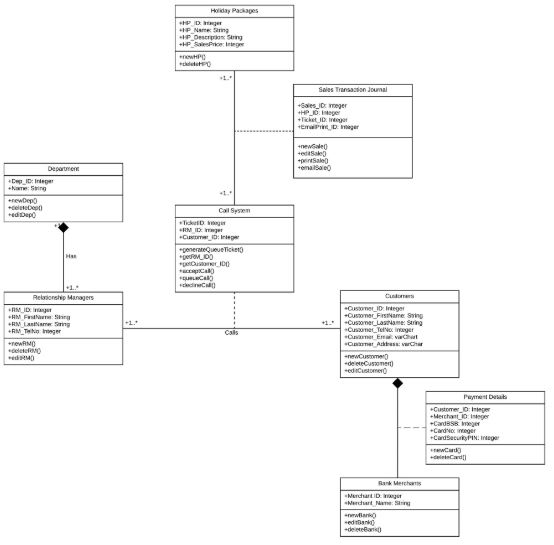 Holiday Packages
+HP_ID: Integer
+HP_Name: String
+HP_Description: String
+HP_SalesPrice: Integer
+newHP()
+deleteHP()
+1..*
Sales Transaction Journal
+Sales_ID: Integer
+HP_ID: Integer
+Ticket_ID: Integer
+EmailPrint_ID: Integer
+newSale()
+editSale()
+printSale()
+emailSale()
Department
+Dep_ID: Integer
+Name: String
+newDep()
+deleteDep()
+editDep()
+1
Has
+1..*
+1..*
Call System
+TicketID: Integer
+RM_ID: Integer
+Customer_ID: Integer
+generateQueueTicket()
+getRM_ID()
+getCustomer_ID()
+acceptCall()
+queueCall()
+declineCall()
Relationship Managers
+RM_ID: Integer
+RM_FirstName: String
+RM_LastName: String
+RM_TelNo: Integer
+newRM()
+deleteRM()
+editRM()
+1..*
Calls
+1..*
Customers
+Customer_ID: Integer
+Customer_FirstName: String
+Customer_LastName: String
+Customer_TelNo: Integer
+Customer_Email: varChart
+Customer_Address: varChar
+newCustomer()
+deleteCustomer()
+editCustomer()
Payment Details
+Customer_ID: Integer
+Merchant_ID: Integer
+CardBSB: Integer
+CardNo: Integer
+CardSecurityPIN: Integer
+newCard()
+deleteCard()
Bank Merchants
+Merchant ID: Integer
+Merchant_Name: String
+newBank()
+editBank()
+deleteBank()